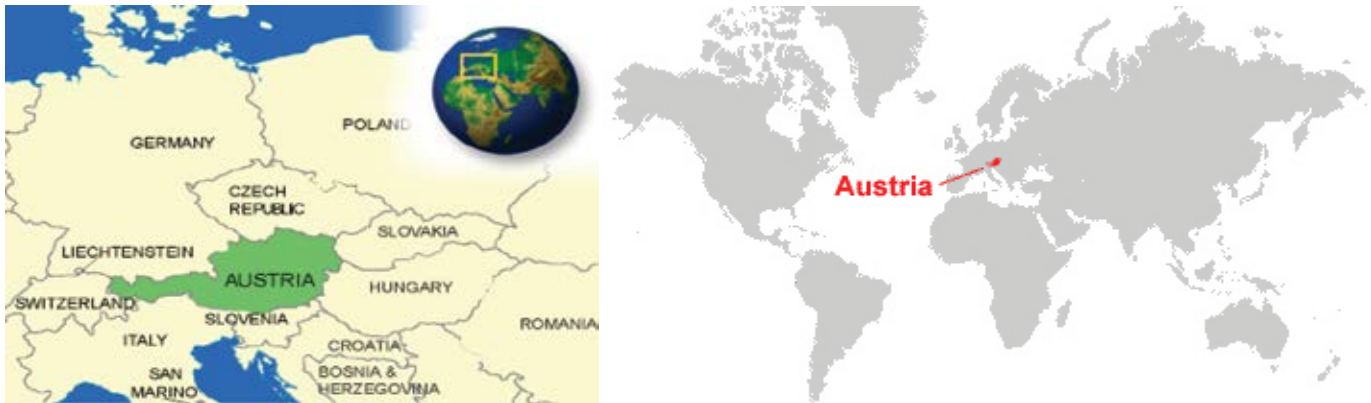 GERMANY
POLAND
CZECH
REPUBLIC
SLOVAKIA
LIECHTENSTEIN
AUSTRIA
HUNGARY
SWITZERLAND
SLOVENIA
ROMANIA
ITALY
CROATIA
SAN
MARINO
BOSNIA &
HERZEGOVINA
Austria